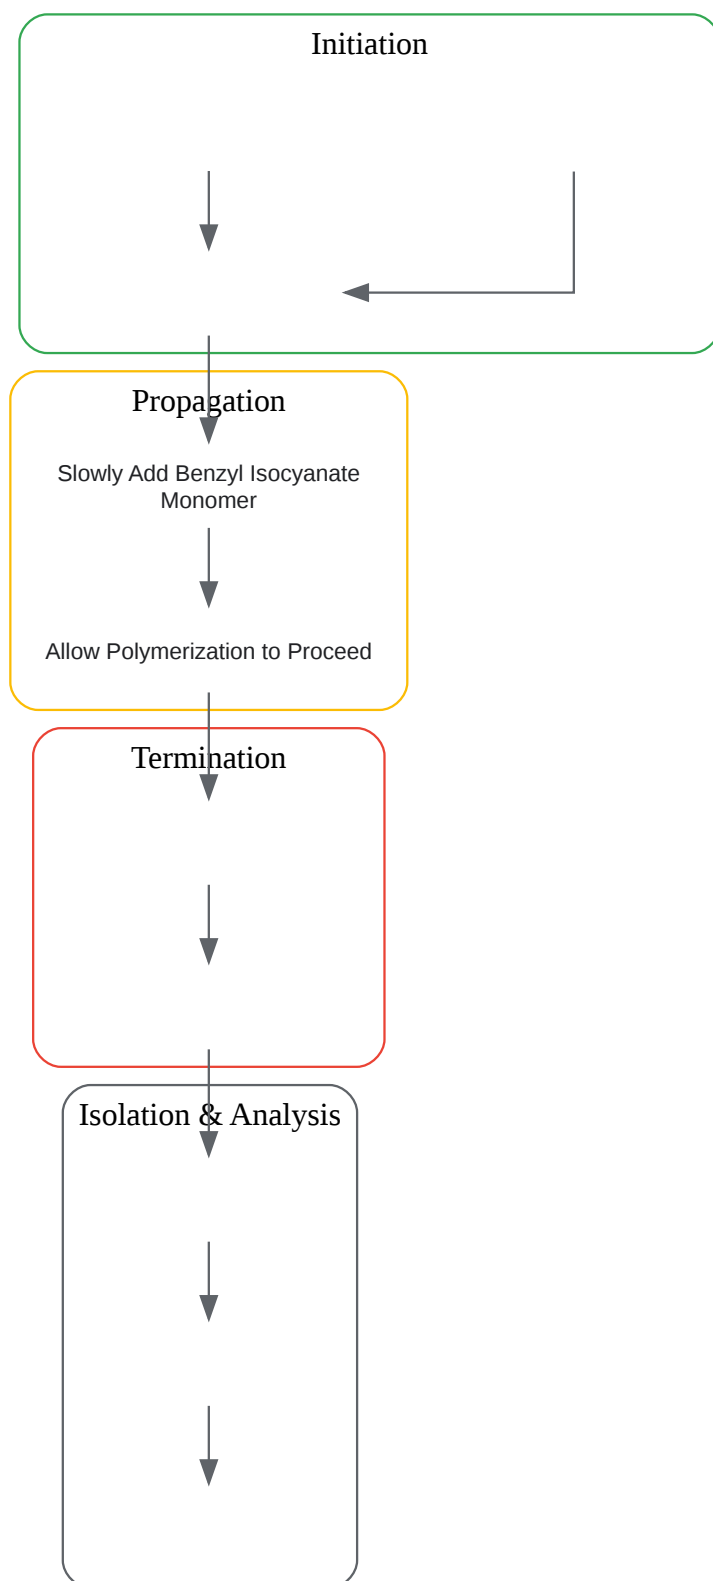 Initiation
Propagation
Slowly Add Benzyl Isocyanate
Monomer
Allow Polymerization to Proceed
Termination
Isolation & Analysis